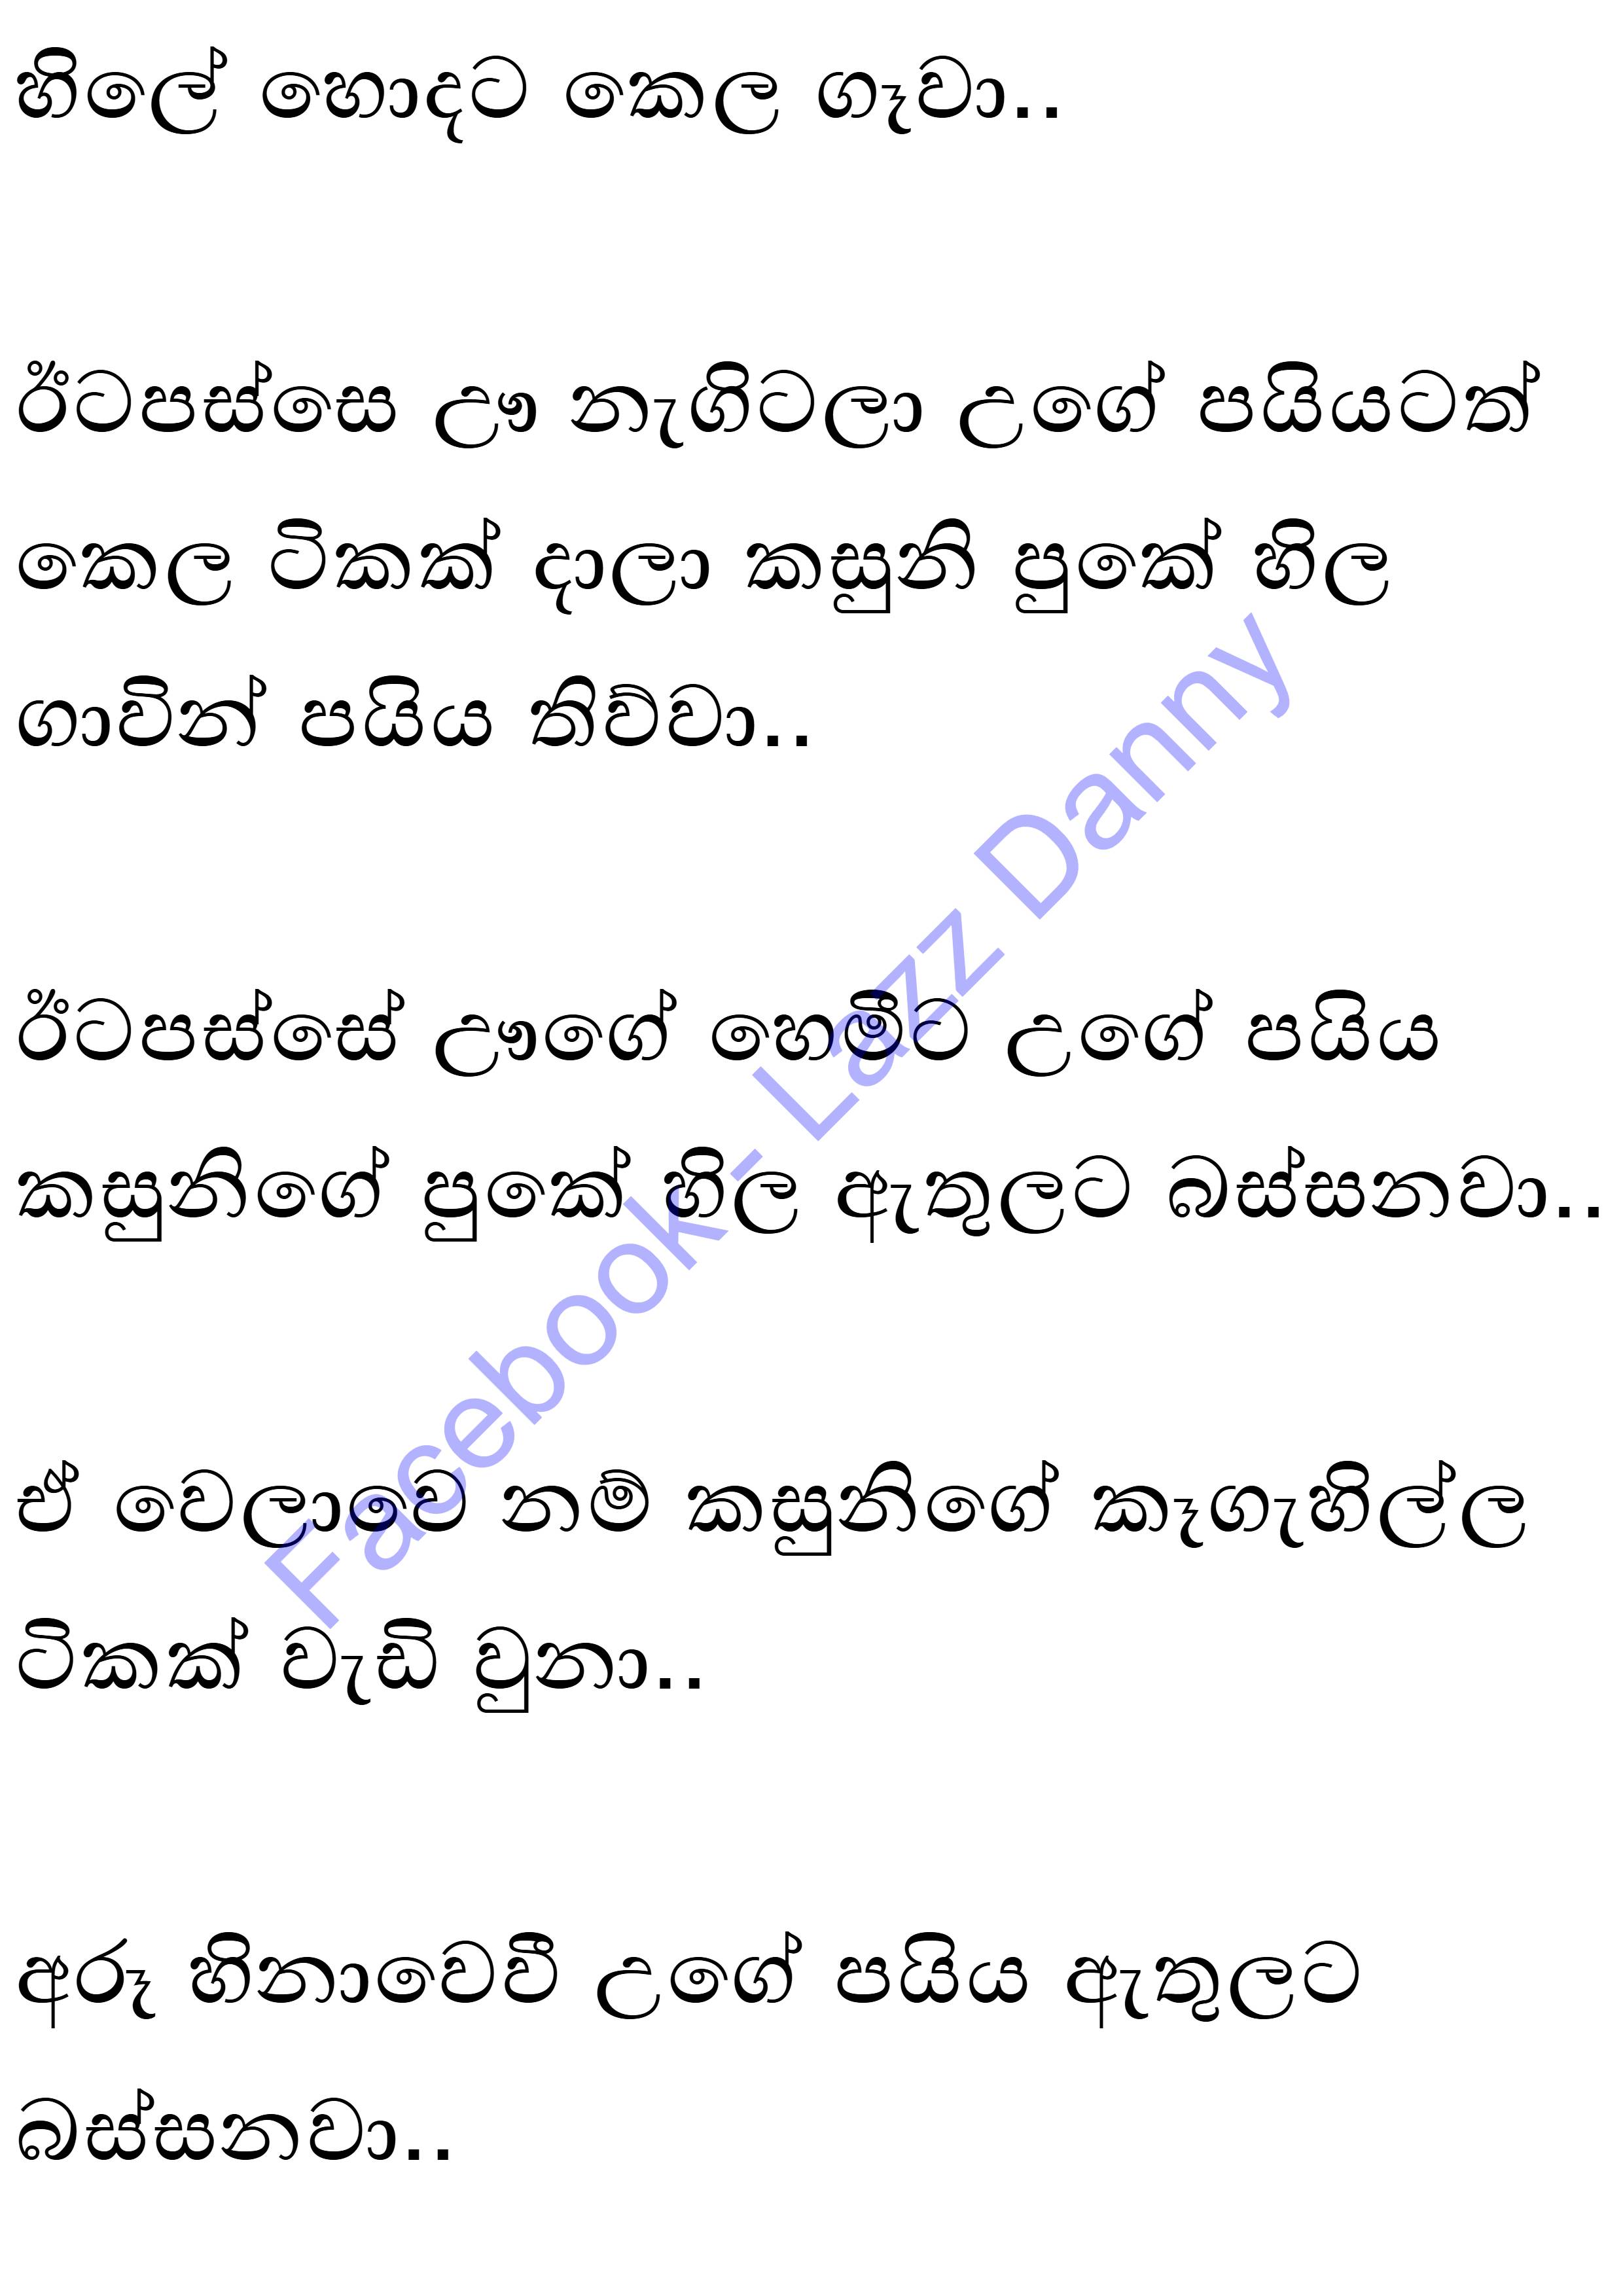 හිලේ හොදට කෙල ගෑවා..
ඊටපස්සෙ ඌ නැගිටලා උගේ පයියටත්
කෙල ටිකක් දාලා කසුනි පුකේ හිල
ගාවින් පයිය තිව්වා..
ඊටපස්සේ ඌගේ හෙමීට උගේ පයිය
කසුනිගේ පුකේ හිල ඇතුලට බස්සනවා..
ඒ වෙලාවෙ නම් කසුනිගේ කෑගැහිල්ල
ටිකක් වැඩි වුනා..
අරූ හිනාවෙවී උගේ පයිය ඇතුලට
බස්සනවා..
Facebook - Lazz Danny